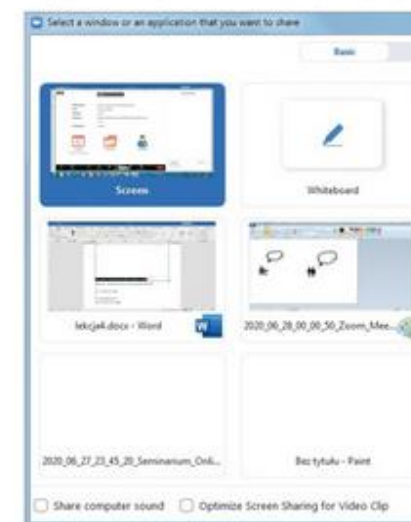 Select a window or an application that you want to share
Basic
Screen
Whiteboard
lekcja4.docx - Word
2020_06_28_00_00_50_Zoom_Mee...
2020_06_27_23_45_20_Seminarium_Onli...
Bez tytułu - Paint
Share computer sound
Optimize Screen Sharing for Video Clip